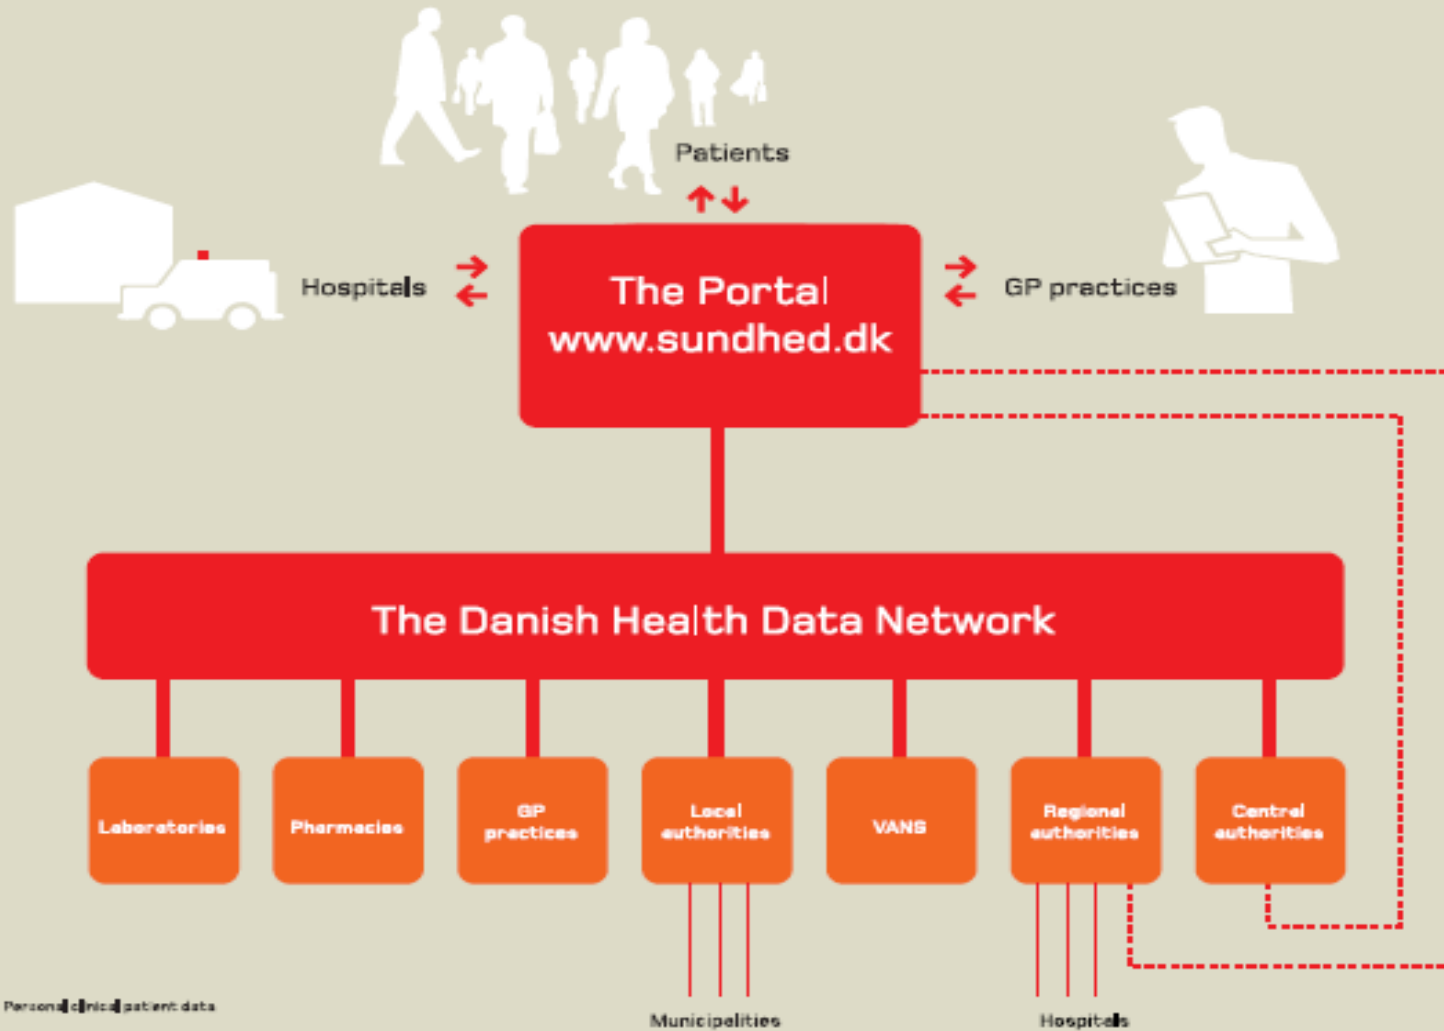 Patients
Hospitals
The Portal
www.sundhed.dk
GP practices
The Danish Health Data Network
Laboratories
Pharmacies
GP
practices
Local
authorities
VANS
Regional
authorities
Central
authorities
Personal clinical patient data
Municipalities
Hospitals